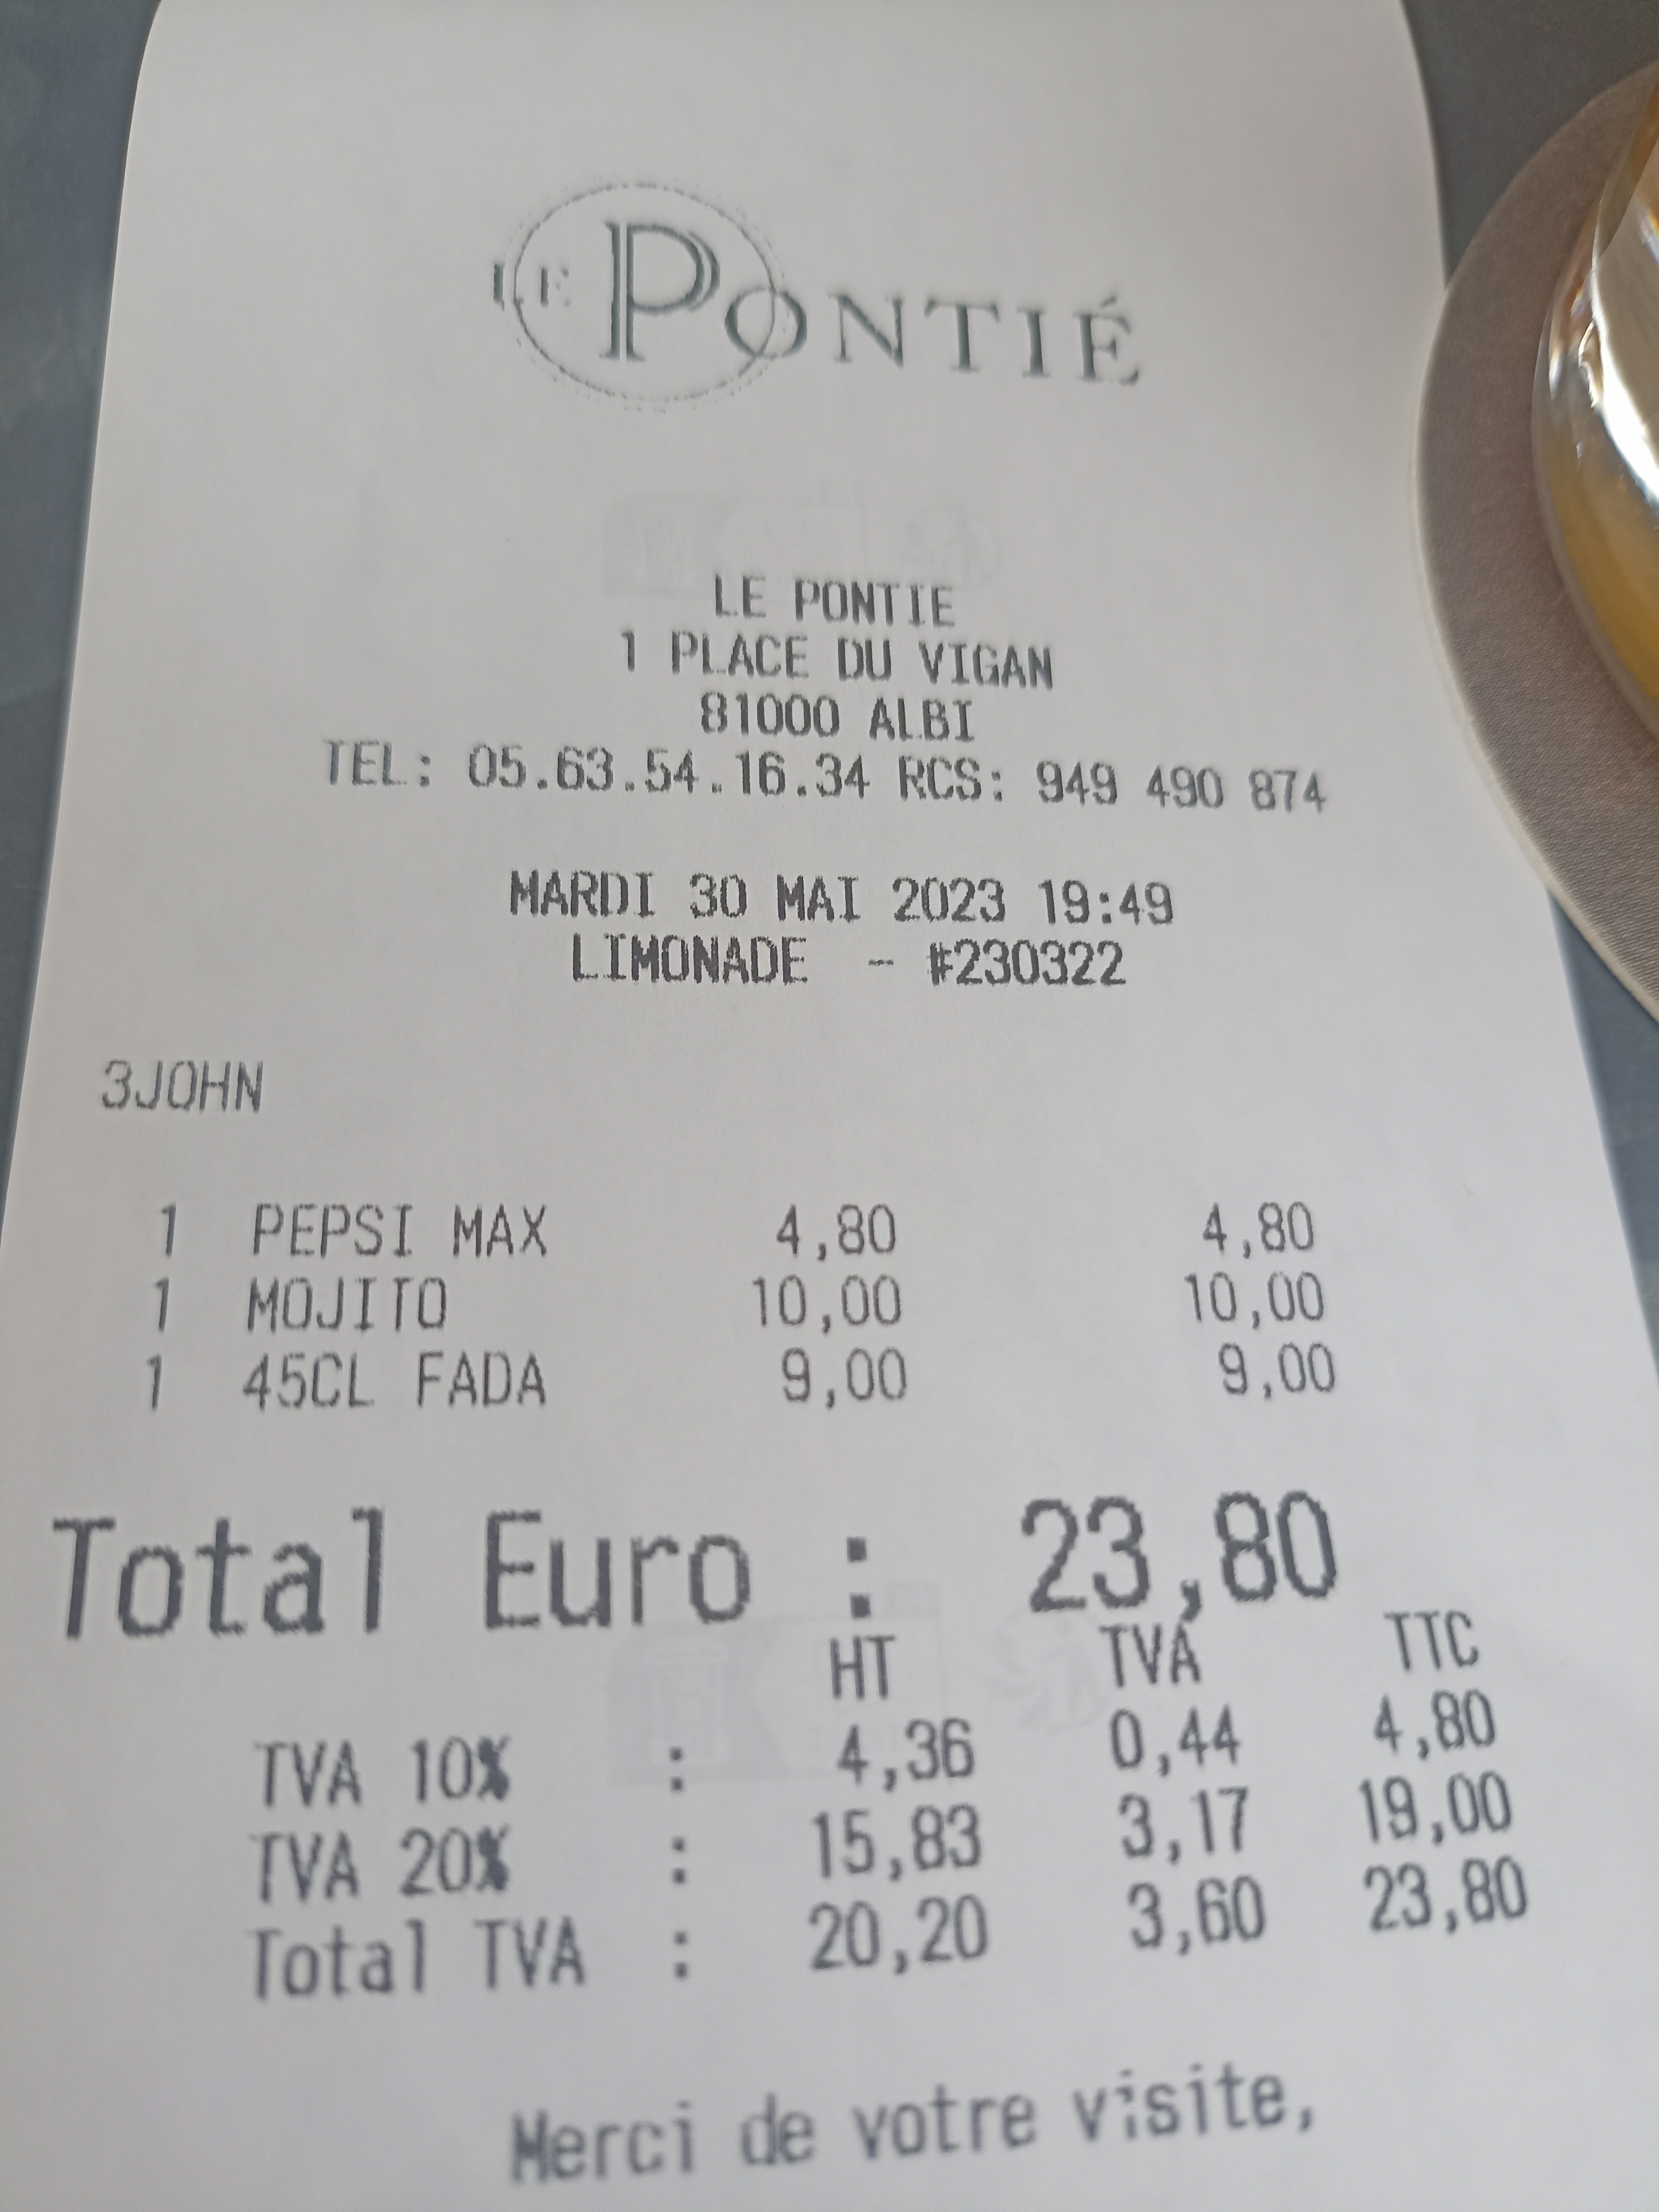 LE PONTIÉ
LE PONTIE
1 PLACE DU VIGAN
81000 ALBI
TEL: 05.63.54.16.34 RCS: 949 490 874
MARDI 30 MAI 2023 19:49
LIMONADE - #230322
3JOHN
1 PEPSI MAX 4,80 4,80
1 MOJITO 10,00 10,00
1 45CL FADA 9,00 9,00
Total Euro : 23,80
HT TVA TTC
TVA 10% : 4,36 0,44 4,80
TVA 20% : 15,83 3,17 19,00
Total TVA : 20,20 3,60 23,80
Merci de votre visite,